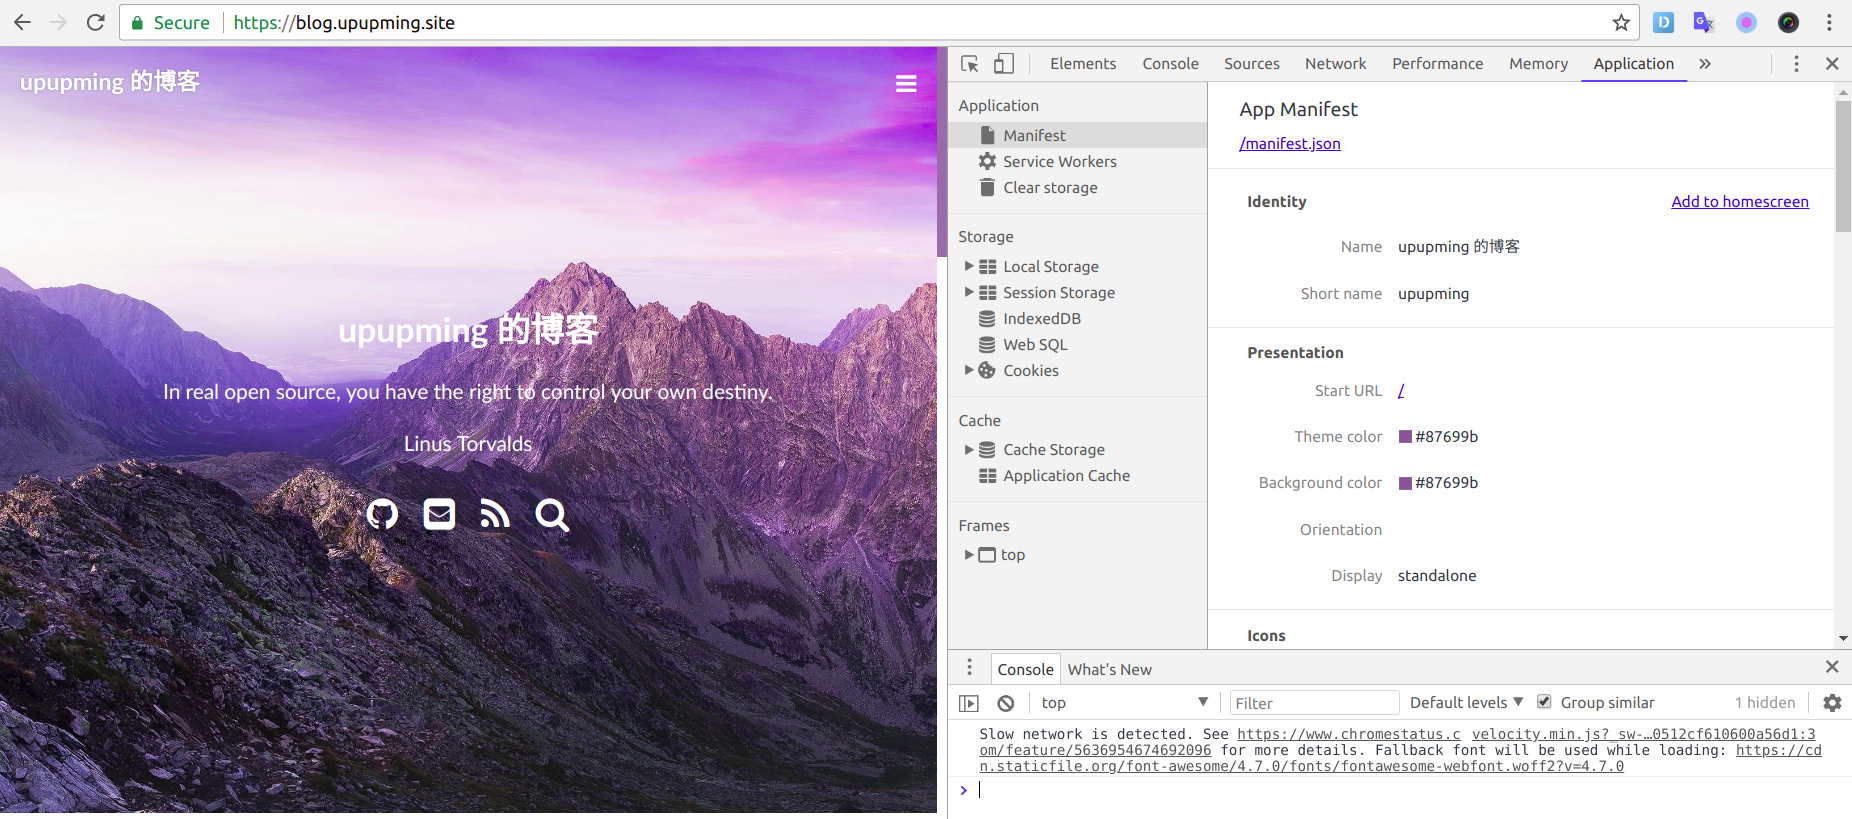 Secure https://blog.upupming.site
upupming 的博客
upupming 的博客
In real open source, you have the right to control your own destiny.
Linus Torvalds
Elements Console Sources Network Performance Memory Application »
Application
Manifest
Service Workers
Clear storage
Storage
Local Storage
Session Storage
IndexedDB
Web SQL
Cookies
Cache
Cache Storage
Application Cache
Frames
top
App Manifest
/manifest.json
Identity Add to homescreen
Name upupming 的博客
Short name upupming
Presentation
Start URL /
Theme color #87699b
Background color #87699b
Orientation
Display standalone
Icons
Console What's New
top Filter Default levels Group similar 1 hidden
Slow network is detected. See https://www.chromestatus.c velocity.min.js?_sw-…0512cf610600a56d1:3
om/feature/5636954674692096 for more details. Fallback font will be used while loading: https://cd
n.staticfile.org/font-awesome/4.7.0/fonts/fontawesome-webfont.woff2?v=4.7.0